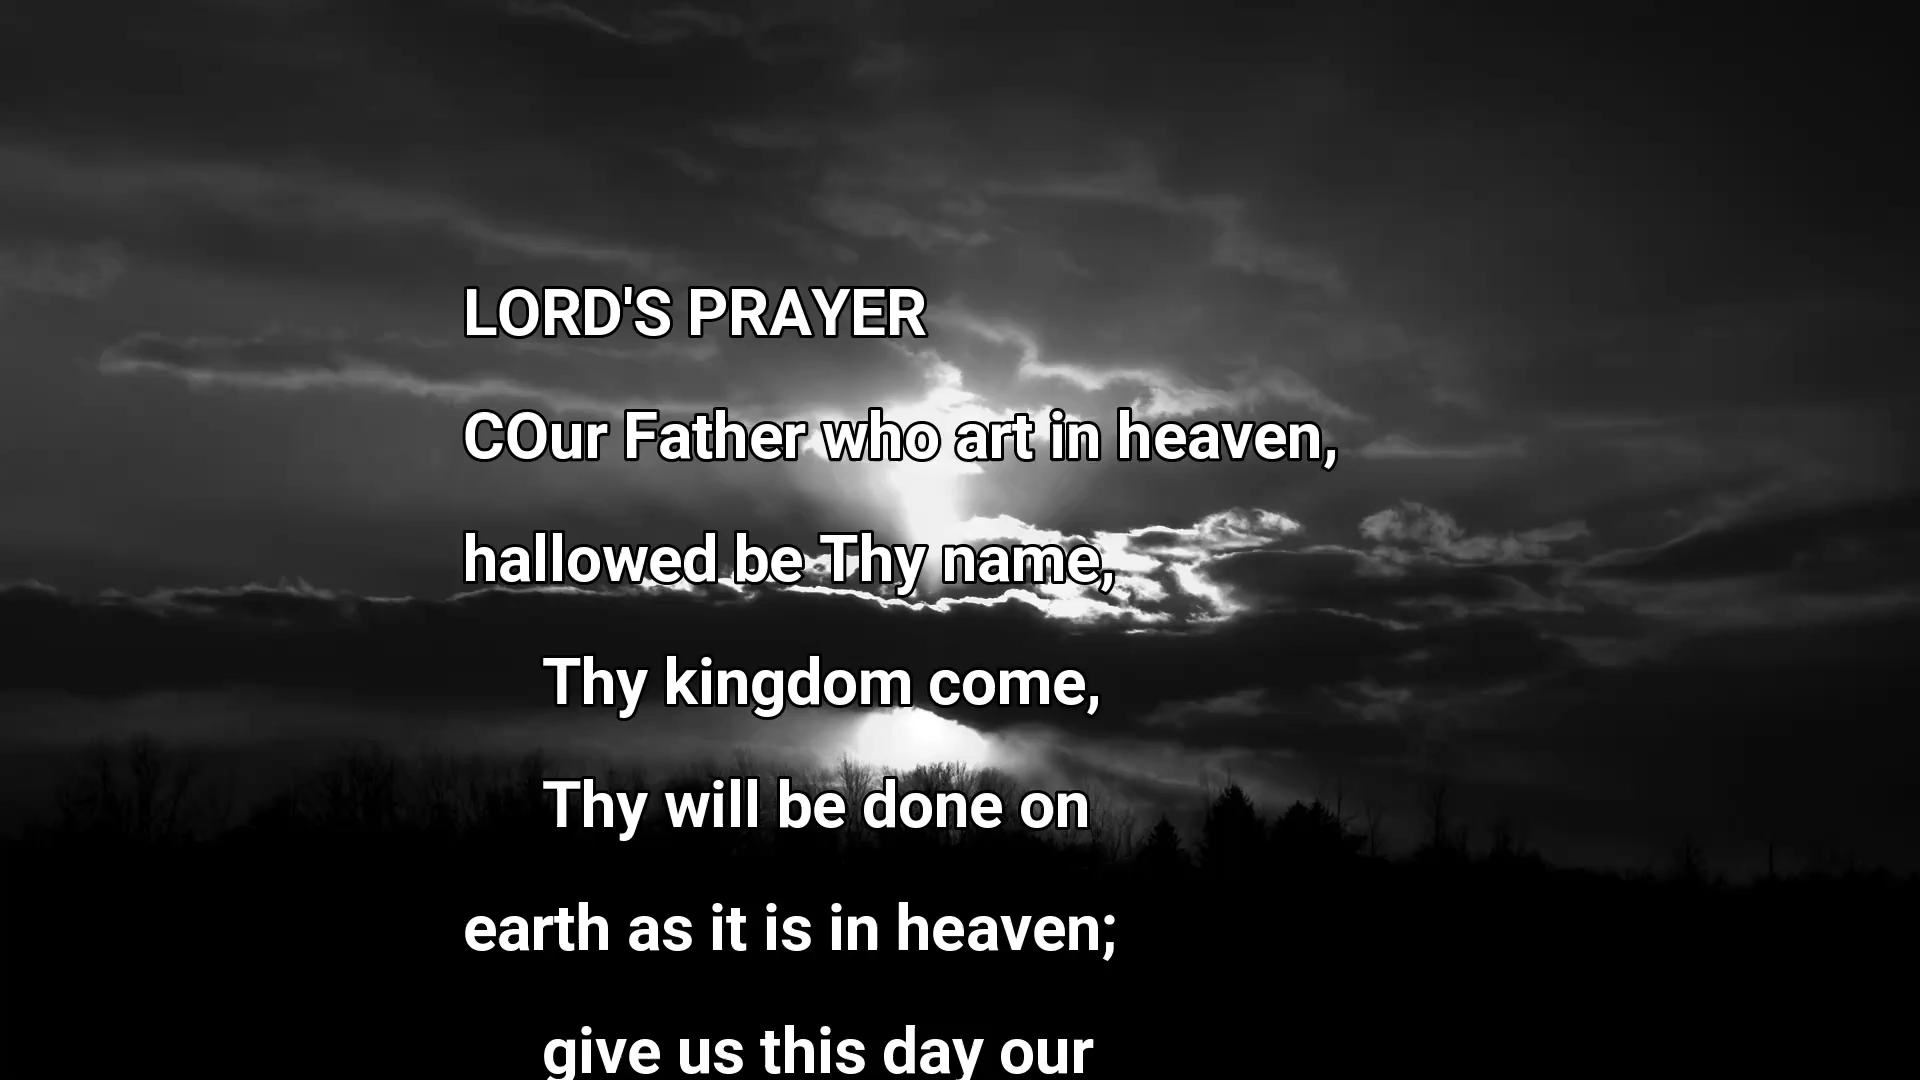 LORD'S PRAYER
COur Father who art in heaven,
hallowed be Thy name,
Thy kingdom come,
Thy will be done on
earth as it is in heaven;
give us this day our